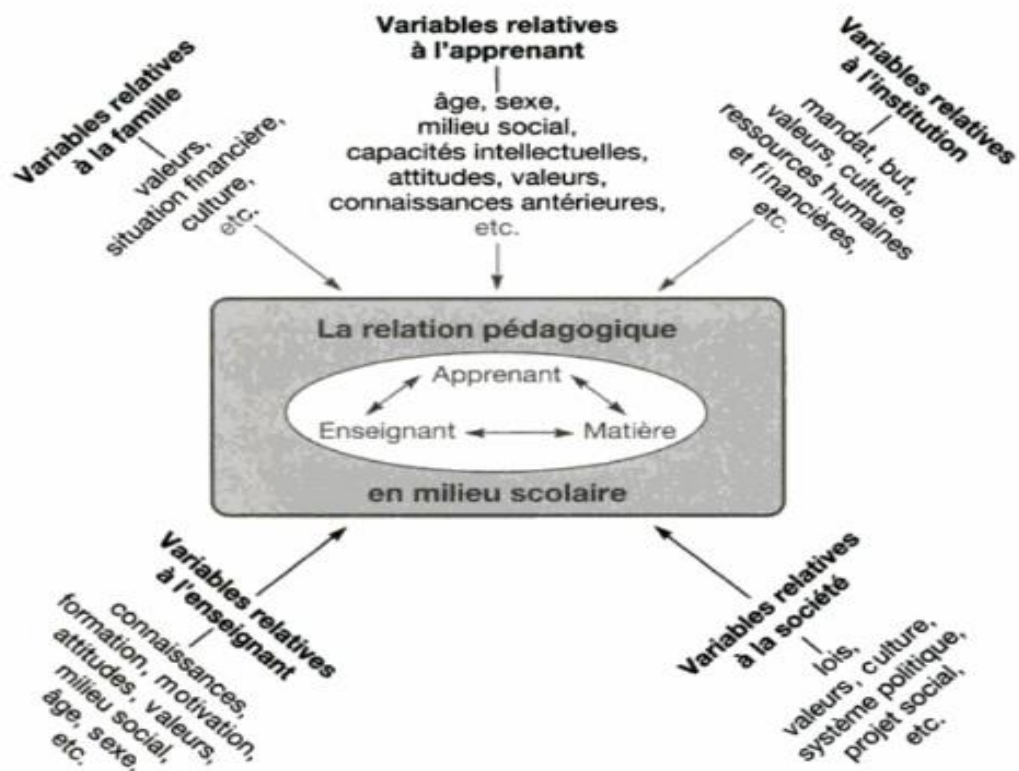 Variables relatives
à la famille
valeurs,
situation financière,
culture,
etc.
Variables relatives
à l'apprenant
âge, sexe,
milieu social,
capacités intellectuelles,
attitudes, valeurs,
connaissances antérieures,
etc.
Variables relatives
à l'institution
mandat, but,
valeurs, culture,
ressources humaines
et financières,
etc.
La relation pédagogique
Apprenant
Enseignant
Matière
en milieu scolaire
Variables relatives
à l'enseignant
connaissances,
formation, motivation,
attitudes, valeurs,
milieu social,
âge, sexe,
etc.
Variables relatives
à la société
lois,
valeurs, culture,
système politique,
projet social,
etc.